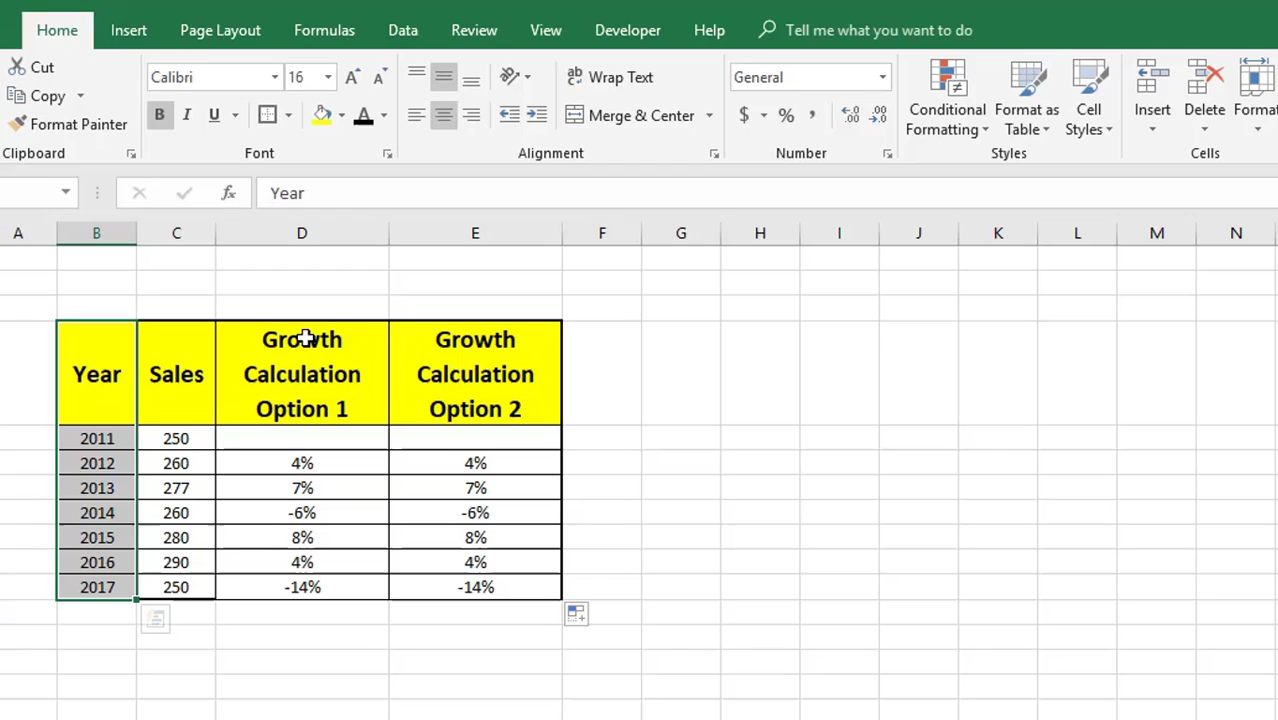 Home Insert Page Layout Formulas Data Review View Developer Help Tell me what you want to do
Cut
Copy
Format Painter
Clipboard
Calibri 16
B I U A
Font
Wrap Text
Merge & Center
Alignment
General
$ % ,
Number
Conditional Formatting
Format as Table
Cell Styles
Styles
Insert Delete Forma
Cells
fx Year
A B C D E F G H I J K L M N
Year Sales Growth Calculation Option 1 Growth Calculation Option 2
2011 250
2012 260 4% 4%
2013 277 7% 7%
2014 260 -6% -6%
2015 280 8% 8%
2016 290 4% 4%
2017 250 -14% -14%